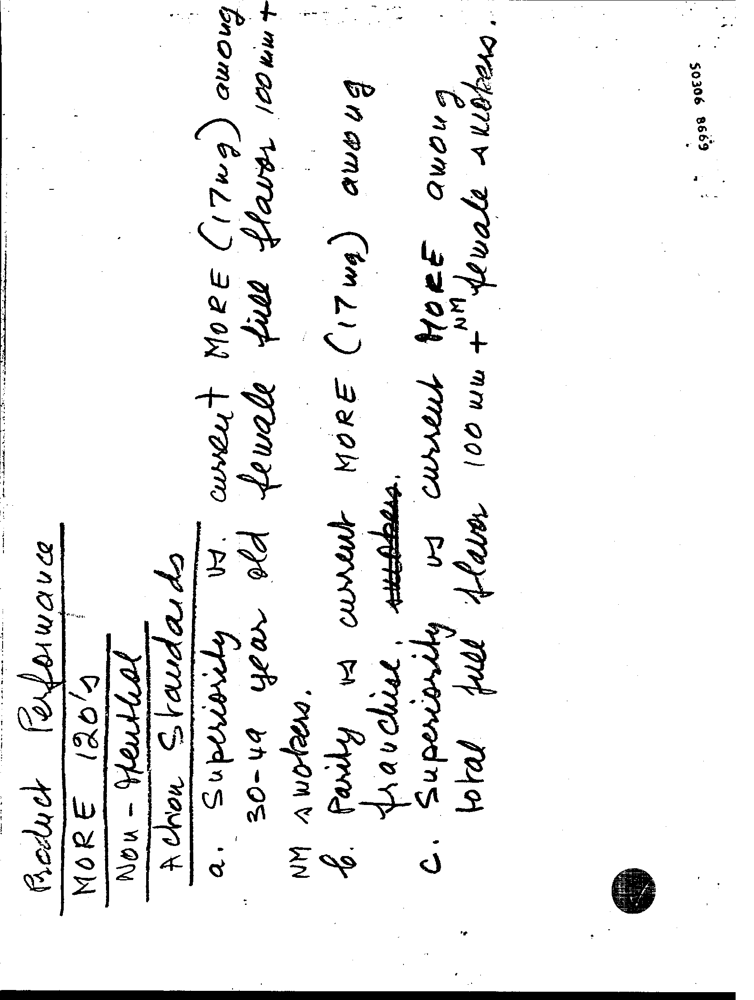 Product Performance
MORE 120's
Non-Menthol
Action Standards
a. Superiority vs. current MORE (17mg) among
30-49 year old female full flavor 100mm+
NM smokers.
b. Parity vs current MORE (17mg) among
franchise. smokers.
c. Superiority vs current MORE among
total full flavor 100mm + NM female smokers.
50306 8669